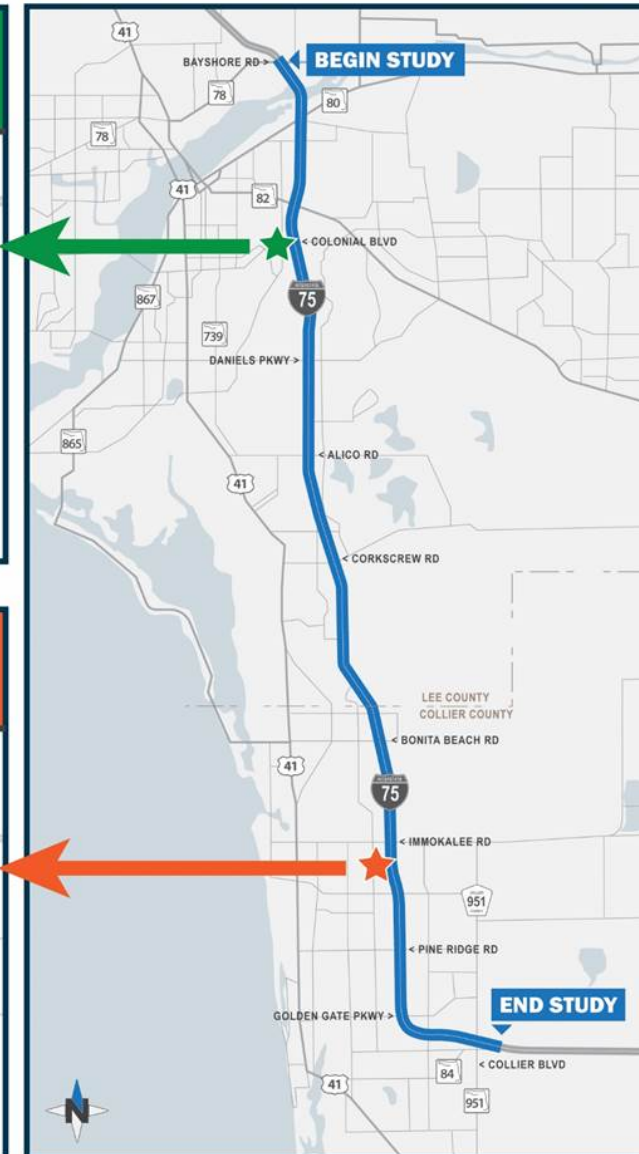 41
BAYSHORE RD >
BEGIN STUDY
78
80
78
41
82
< COLONIAL BLVD
75
867
739
DANIELS PKWY >
865
< ALICO RD
41
< CORKSCREW RD
LEE COUNTY
COLLIER COUNTY
< BONITA BEACH RD
41
75
< IMMOKALEE RD
951
< PINE RIDGE RD
END STUDY
GOLDEN GATE PKWY >
< COLLIER BLVD
84
41
951
N